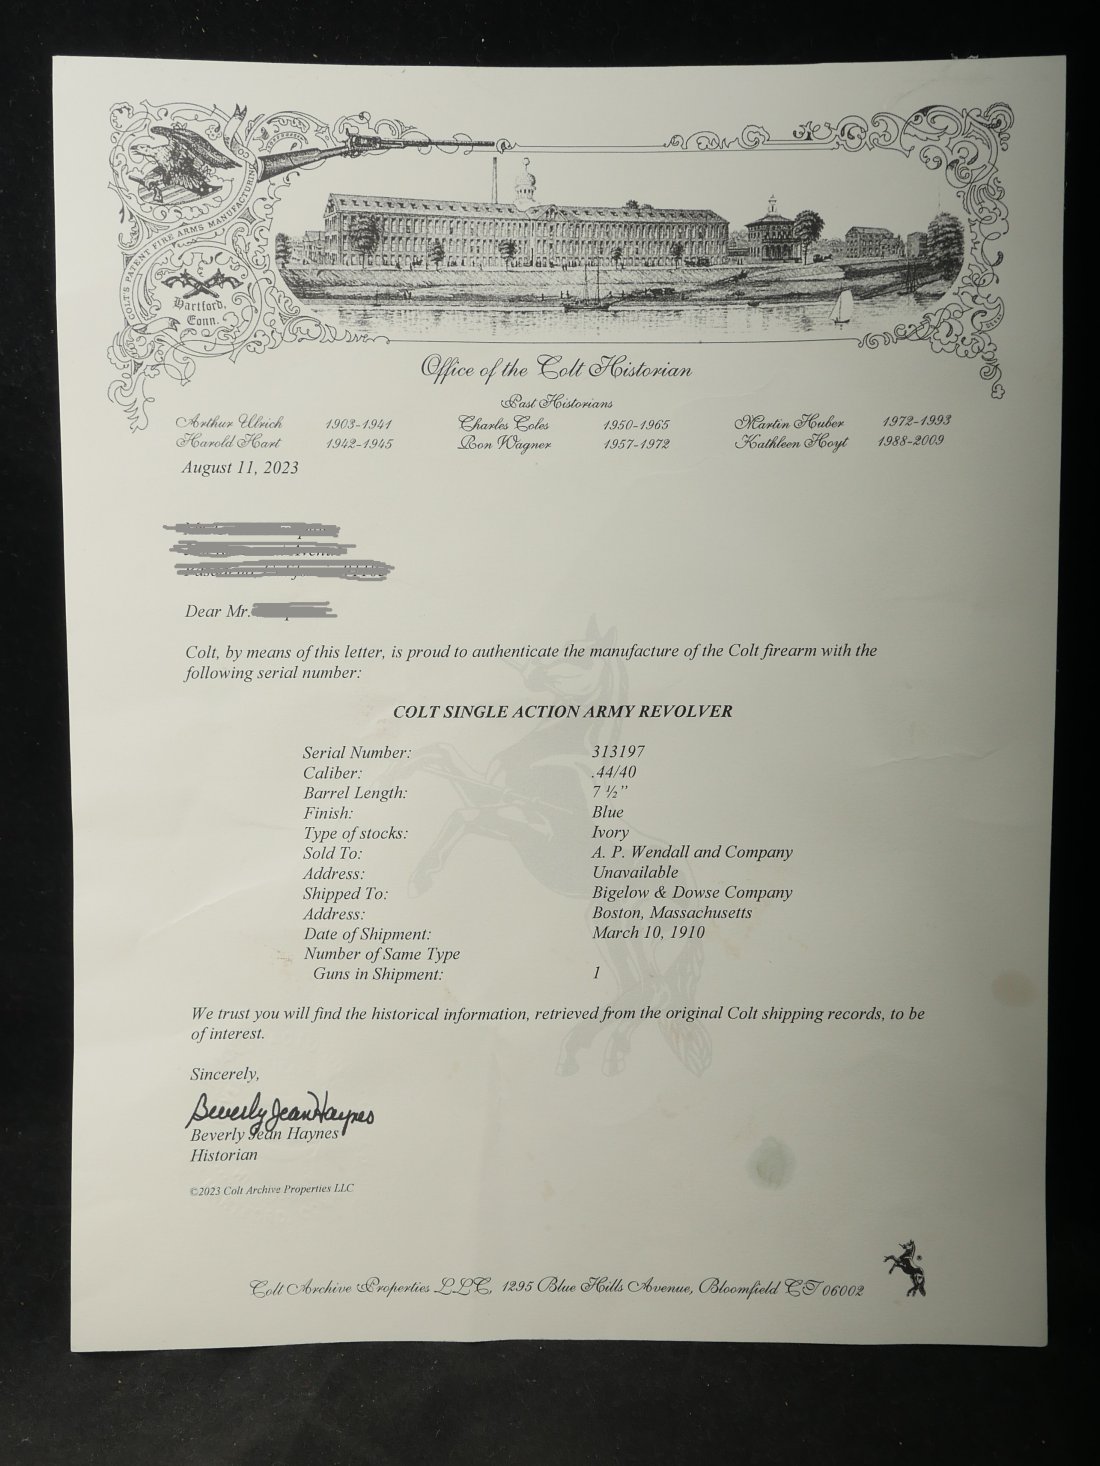 COLT'S PATENT FIRE ARMS MANUFACTURING
Hartford,
Conn.
Office of the Colt Historian
Past Historians
Arthur Ulrich 1903-1941 Charles Coles 1950-1965 Martin Huber 1972-1993
Harold Hart 1942-1945 Ron Wagner 1957-1972 Kathleen Hoyt 1988-2009
August 11, 2023
Dear Mr.
Colt, by means of this letter, is proud to authenticate the manufacture of the Colt firearm with the
following serial number:
COLT SINGLE ACTION ARMY REVOLVER
Serial Number: 313197
Caliber: .44/40
Barrel Length: 7 ½”
Finish: Blue
Type of stocks: Ivory
Sold To: A. P. Wendall and Company
Address: Unavailable
Shipped To: Bigelow & Dowse Company
Address: Boston, Massachusetts
Date of Shipment: March 10, 1910
Number of Same Type
Guns in Shipment: 1
We trust you will find the historical information, retrieved from the original Colt shipping records, to be
of interest.
Sincerely,
Beverly Jean Haynes
Beverly Jean Haynes
Historian
©2023 Colt Archive Properties LLC
Colt Archive Properties LLC, 1295 Blue Hills Avenue, Bloomfield CT 06002